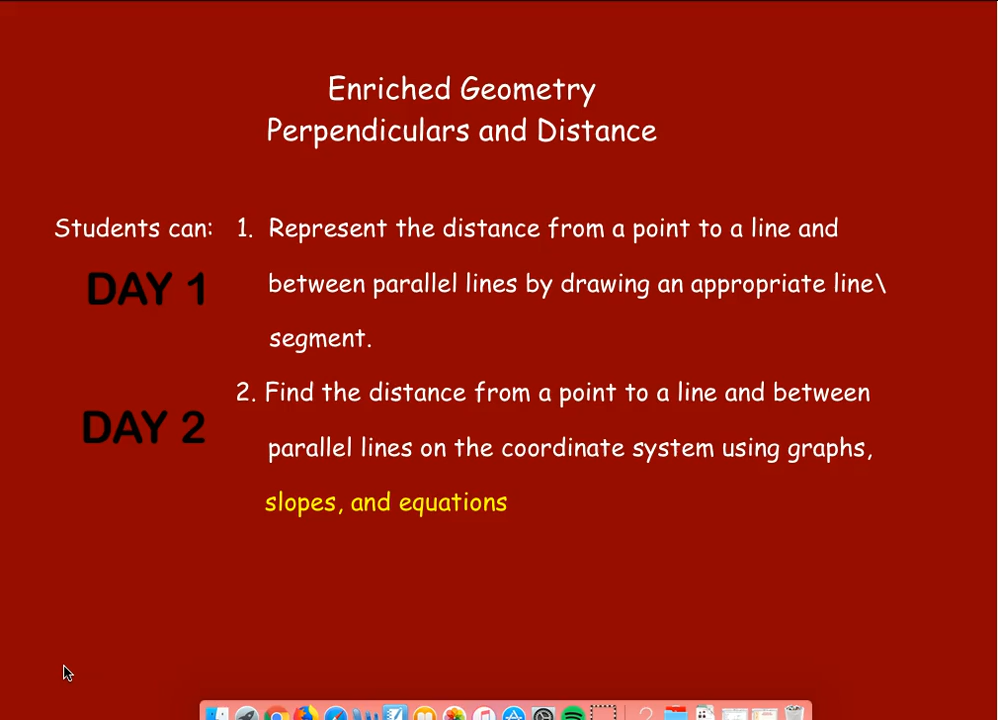 Enriched Geometry
Perpendiculars and Distance
Students can: 1. Represent the distance from a point to a line and
DAY 1
between parallel lines by drawing an appropriate line\
segment.
2. Find the distance from a point to a line and between
DAY 2
parallel lines on the coordinate system using graphs,
slopes, and equations